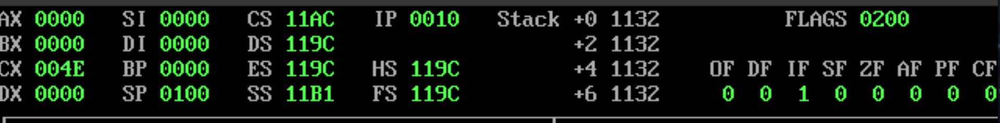 AX 0000 SI 0000 CS 11AC IP 0010 Stack +0 1132 FLAGS 0200
BX 0000 DI 0000 DS 119C +2 1132
CX 004E BP 0000 ES 119C HS 119C +4 1132 OF DF IF SF ZF AF PF CF
DX 0000 SP 0100 SS 11B1 FS 119C +6 1132 0 0 1 0 0 0 0 0